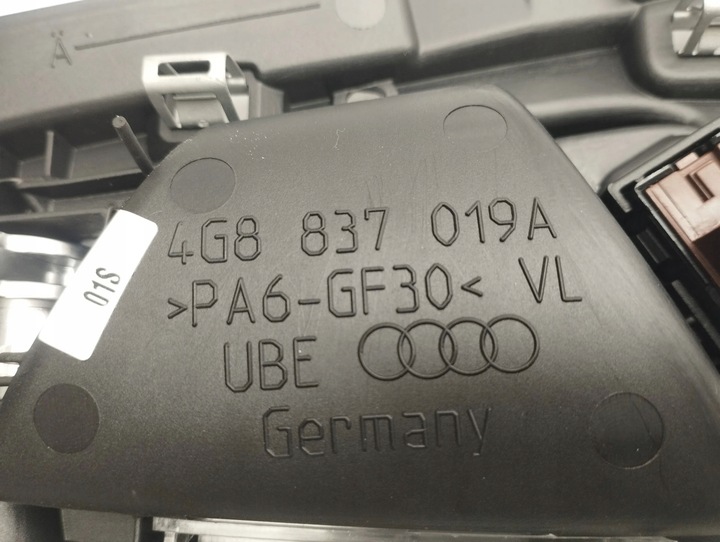 Ä
4G8 837 019A
>PA6-GF30< VL
UBE
Germany
01S